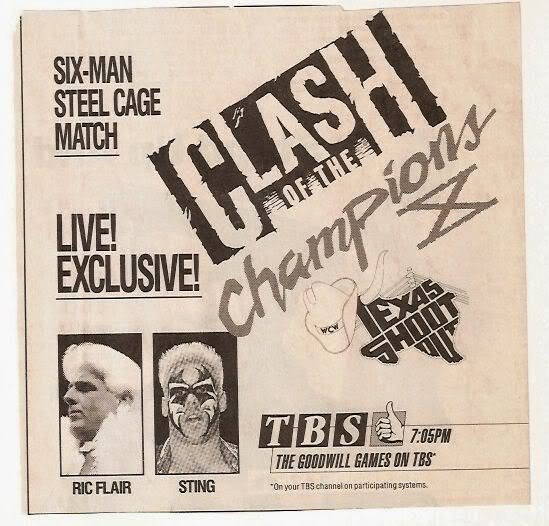 SIX-MAN
STEEL CAGE
MATCH
CLASH
OF THE
Champions
X
LIVE!
EXCLUSIVE!
WCW
TEXAS
SHOOT
OUT
RIC FLAIR
STING
TBS
7:05PM
THE GOODWILL GAMES ON TBS*
*On your TBS channel on participating systems.